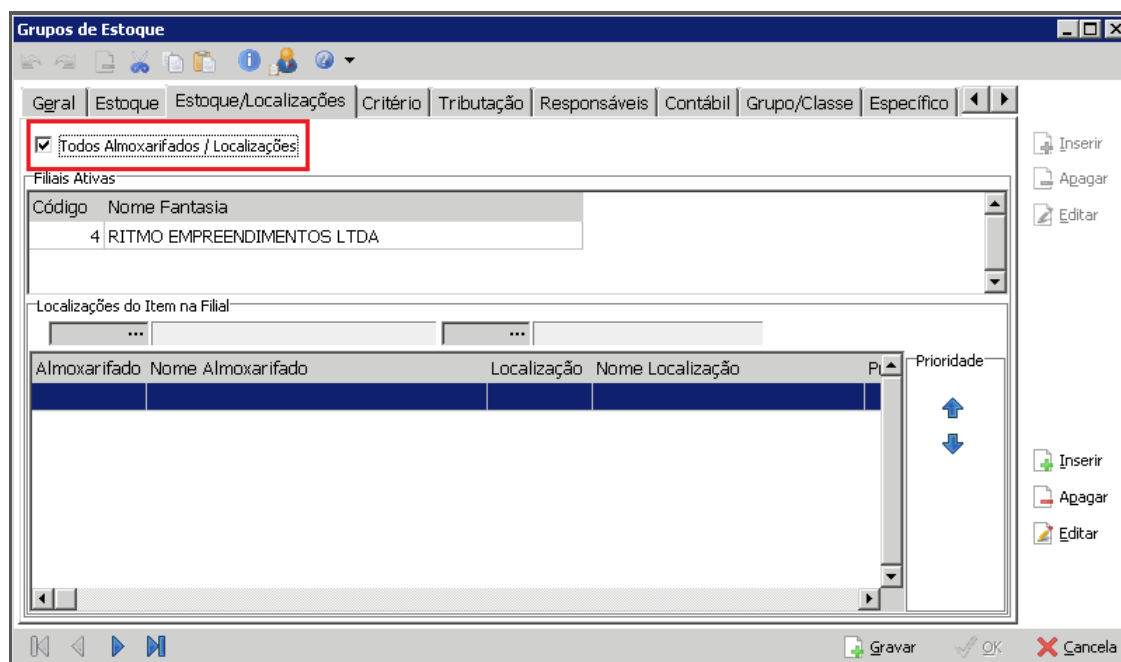 Grupos de Estoque
Geral Estoque Estoque/Localizações Critério Tributação Responsáveis Contábil Grupo/Classe Específico
Todos Almoxarifados / Localizações
Inserir
Filiais Ativas
Apagar
Código Nome Fantasia
Editar
4 RITMO EMPREENDIMENTOS LTDA
Localizações do Item na Filial
... ...
Almoxarifado Nome Almoxarifado Localização Nome Localização
Prioridade
Inserir
Apagar
Editar
Gravar OK Cancela